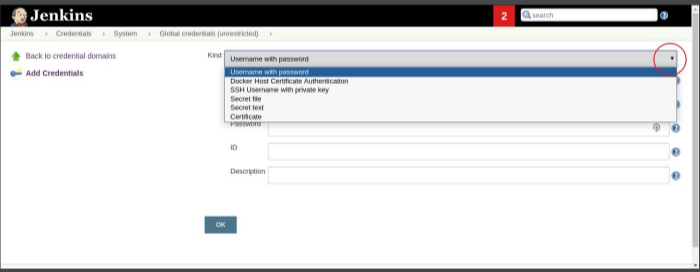 Jenkins
2
search
Jenkins Credentials System Global credentials (unrestricted)
Back to credential domains
Add Credentials
Kind
Username with password
Username with password
Docker Host Certificate Authentication
SSH Username with private key
Secret file
Secret text
Certificate
Password
ID
Description
OK